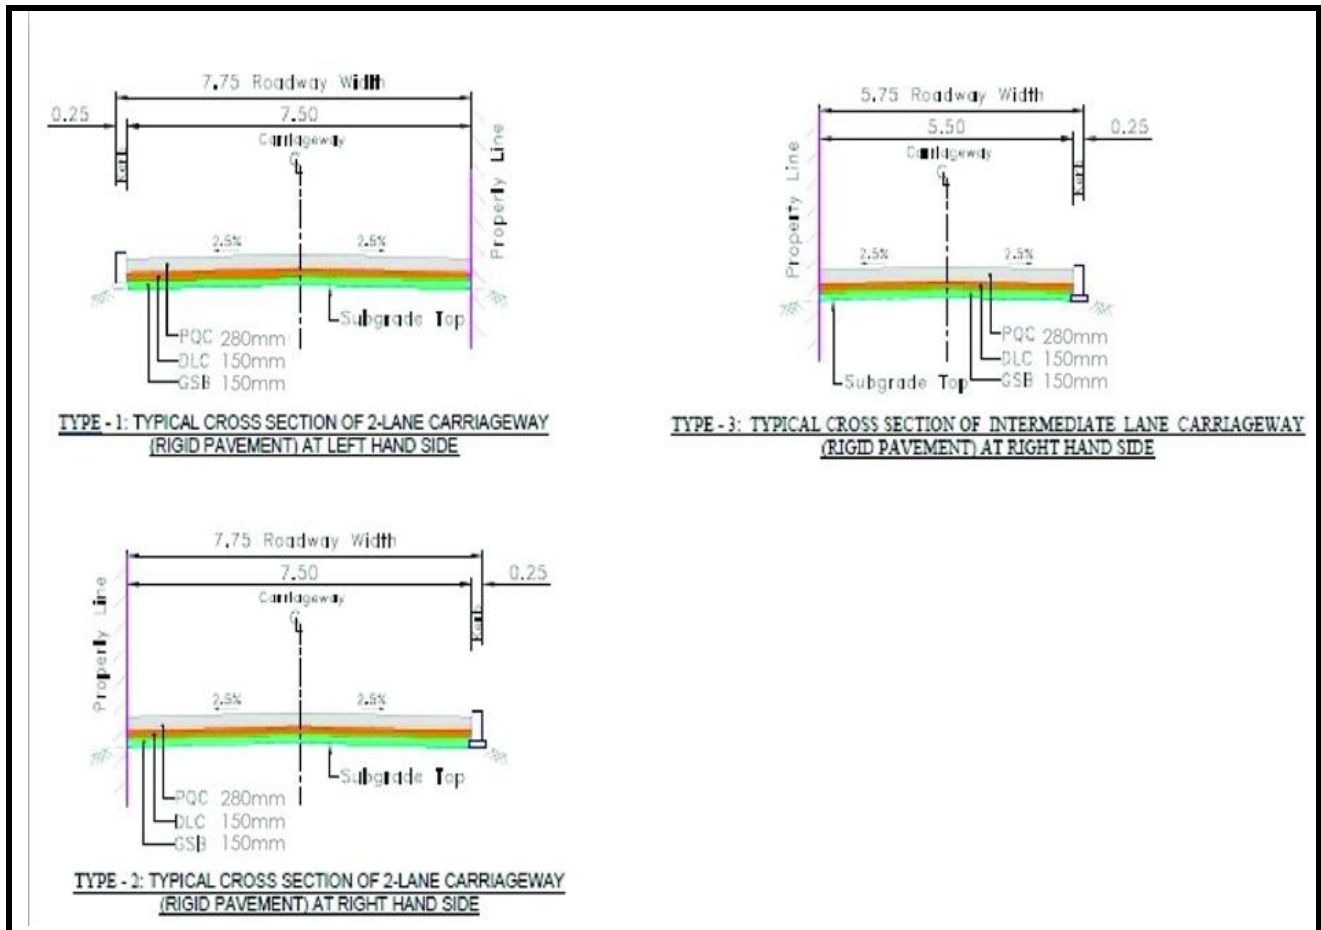 7.75 Roadway Width
0.25
7.50
Carriageway
Kerb
Property Line
2.5%
2.5%
Subgrade Top
PQC 280mm
DLC 150mm
GSB 150mm
TYPE - 1: TYPICAL CROSS SECTION OF 2-LANE CARRIAGEWAY
(RIGID PAVEMENT) AT LEFT HAND SIDE
5.75 Roadway Width
5.50
0.25
Carriageway
Kerb
Property Line
2.5%
2.5%
PQC 280mm
DLC 150mm
GSB 150mm
Subgrade Top
TYPE - 3: TYPICAL CROSS SECTION OF INTERMEDIATE LANE CARRIAGEWAY
(RIGID PAVEMENT) AT RIGHT HAND SIDE
7.75 Roadway Width
7.50
0.25
Carriageway
Kerb
Property Line
2.5%
2.5%
Subgrade Top
PQC 280mm
DLC 150mm
GSB 150mm
TYPE - 2: TYPICAL CROSS SECTION OF 2-LANE CARRIAGEWAY
(RIGID PAVEMENT) AT RIGHT HAND SIDE